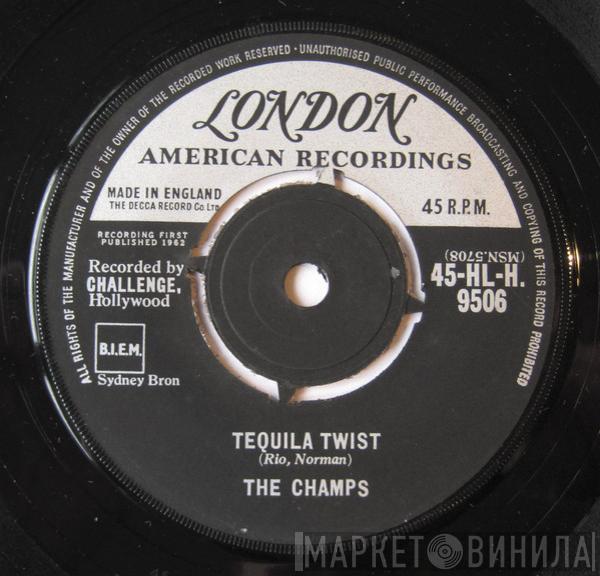 ALL RIGHTS OF THE MANUFACTURER AND OF THE OWNER OF THE RECORDED WORK RESERVED · UNAUTHORISED PUBLIC PERFORMANCE BROADCASTING AND COPYING OF THIS RECORD PROHIBITED
LONDON
AMERICAN RECORDINGS
MADE IN ENGLAND
THE DECCA RECORD Co. LTD.
45 R.P.M.
RECORDING FIRST
PUBLISHED 1962
(MSN.5708)
Recorded by
CHALLENGE,
Hollywood
45-HL-H.
9506
B.I.E.M.
Sydney Bron
TEQUILA TWIST
(Rio, Norman)
THE CHAMPS
МАРКЕТ ВИНИЛА